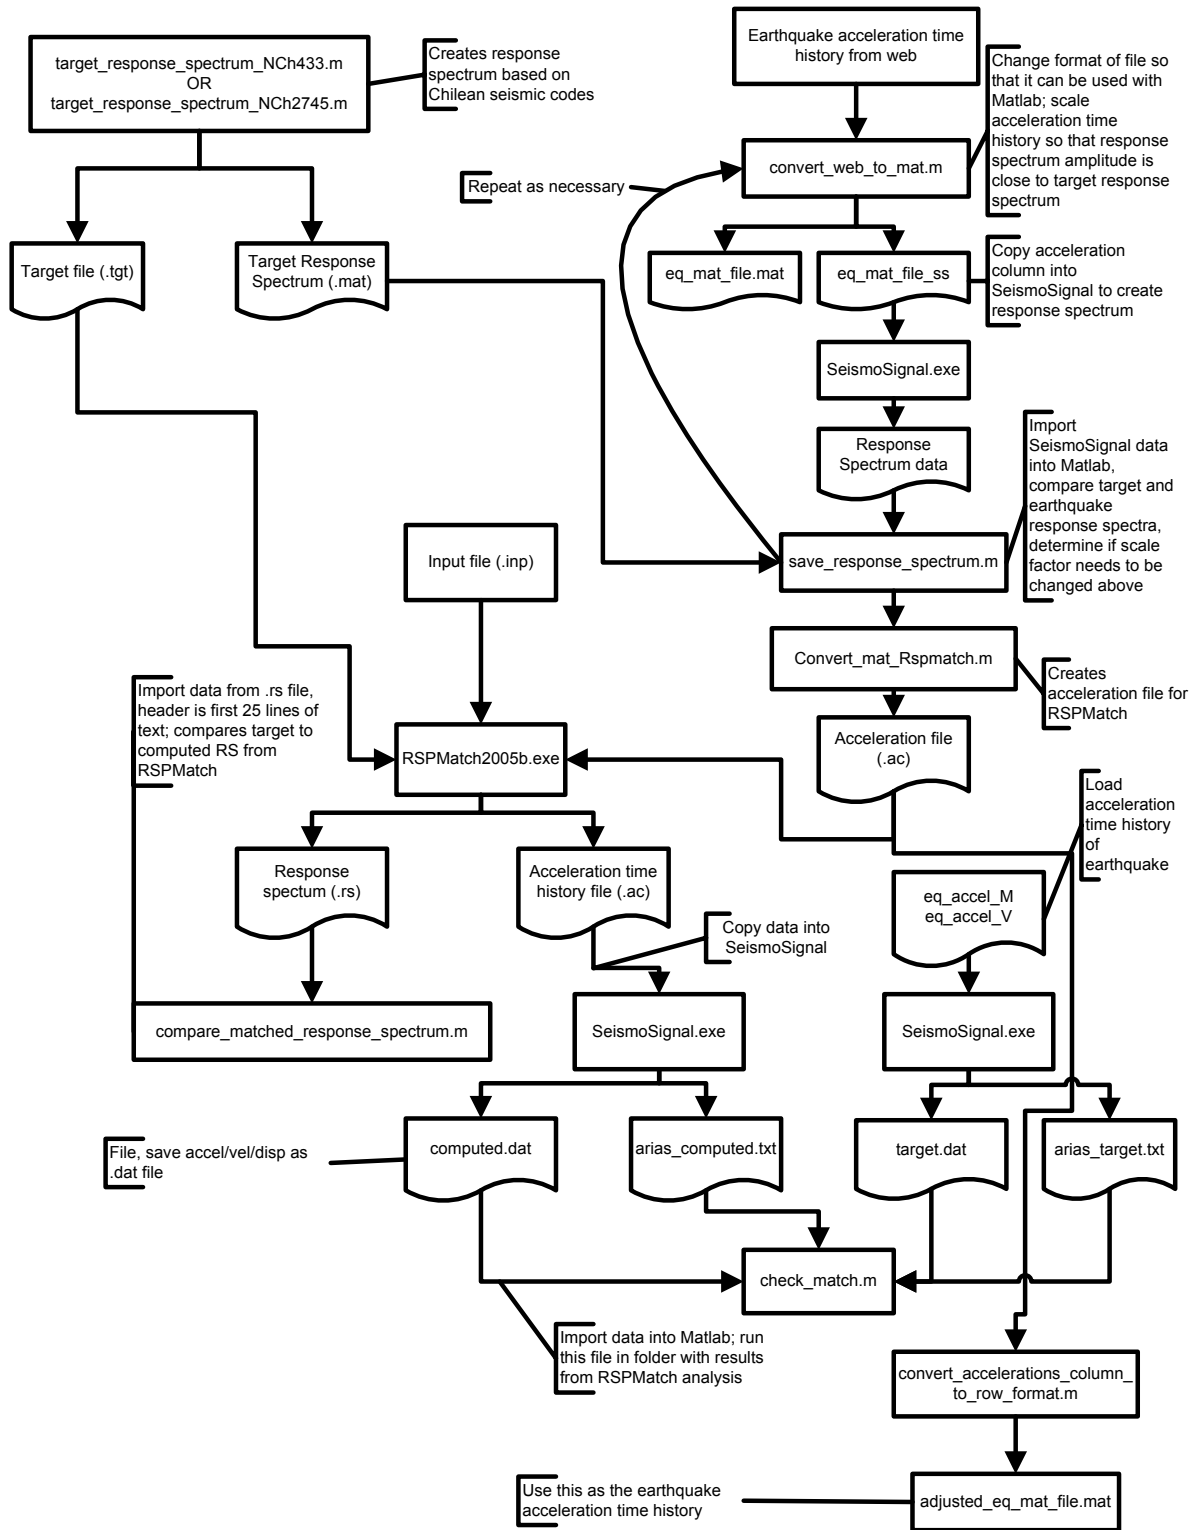 target_response_spectrum_NCh433.m
OR
target_response_spectrum_NCh2745.m
Creates response
spectrum based on
Chilean seismic codes
Earthquake acceleration time
history from web
Change format of file so
that it can be used with
Matlab; scale
acceleration time
history so that response
spectrum amplitude is
close to target response
spectrum
convert_web_to_mat.m
Repeat as necessary
Target file (.tgt)
Target Response
Spectrum (.mat)
eq_mat_file.mat
eq_mat_file_ss
Copy acceleration
column into
SeismoSignal to create
response spectrum
SeismoSignal.exe
Response
Spectrum data
Import
SeismoSignal data
into Matlab,
compare target and
earthquake
response spectra,
determine if scale
factor needs to be
changed above
Input file (.inp)
save_response_spectrum.m
Convert_mat_Rspmatch.m
Creates
acceleration file for
RSPMatch
Import data from .rs file,
header is first 25 lines of
text; compares target to
computed RS from
RSPMatch
RSPMatch2005b.exe
Acceleration file
(.ac)
Load
acceleration
time history
of
earthquake
Response
spectum (.rs)
Acceleration time
history file (.ac)
eq_accel_M
eq_accel_V
Copy data into
SeismoSignal
compare_matched_response_spectrum.m
SeismoSignal.exe
SeismoSignal.exe
File, save accel/vel/disp as
.dat file
computed.dat
arias_computed.txt
target.dat
arias_target.txt
check_match.m
Import data into Matlab; run
this file in folder with results
from RSPMatch analysis
convert_accelerations_column_
to_row_format.m
Use this as the earthquake
acceleration time history
adjusted_eq_mat_file.mat